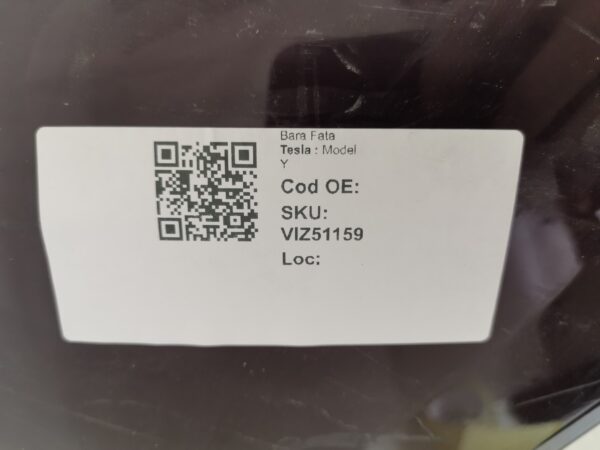 Bara Fata
Tesla : Model
Y
Cod OE:
SKU:
VIZ51159
Loc: